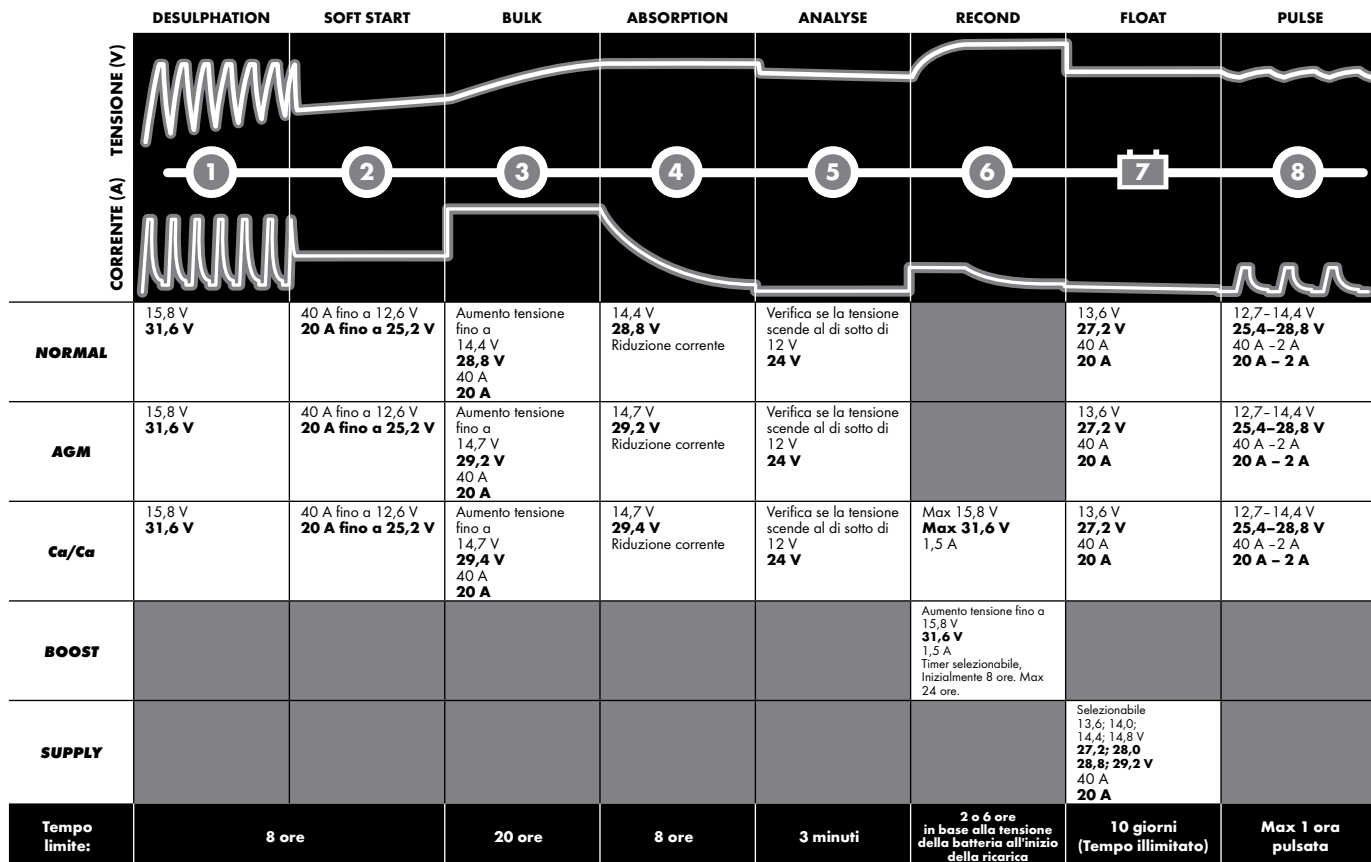 DESULPHATION SOFT START BULK ABSORPTION ANALYSE RECOND FLOAT PULSE
TENSIONE (V)
CORRENTE (A)
1 2 3 4 5 6 7 8
NORMAL
15,8 V
31,6 V
40 A fino a 12,6 V
20 A fino a 25,2 V
Aumento tensione
fino a
14,4 V
28,8 V
40 A
20 A
14,4 V
28,8 V
Riduzione corrente
Verifica se la tensione
scende al di sotto di
12 V
24 V
13,6 V
27,2 V
40 A
20 A
12,7–14,4 V
25,4–28,8 V
40 A –2 A
20 A – 2 A
AGM
15,8 V
31,6 V
40 A fino a 12,6 V
20 A fino a 25,2 V
Aumento tensione
fino a
14,7 V
29,2 V
40 A
20 A
14,7 V
29,2 V
Riduzione corrente
Verifica se la tensione
scende al di sotto di
12 V
24 V
13,6 V
27,2 V
40 A
20 A
12,7–14,4 V
25,4–28,8 V
40 A –2 A
20 A – 2 A
Ca/Ca
15,8 V
31,6 V
40 A fino a 12,6 V
20 A fino a 25,2 V
Aumento tensione
fino a
14,7 V
29,4 V
40 A
20 A
14,7 V
29,4 V
Riduzione corrente
Verifica se la tensione
scende al di sotto di
12 V
24 V
Max 15,8 V
Max 31,6 V
1,5 A
13,6 V
27,2 V
40 A
20 A
12,7–14,4 V
25,4–28,8 V
40 A –2 A
20 A – 2 A
BOOST
Aumento tensione fino a
15,8 V
31,6 V
1,5 A
Timer selezionabile,
Inizialmente 8 ore. Max
24 ore.
SUPPLY
Selezionabile
13,6; 14,0;
14,4; 14,8 V
27,2; 28,0
28,8; 29,2 V
40 A
20 A
Tempo
limite:
8 ore
20 ore
8 ore
3 minuti
2 o 6 ore
in base alla tensione
della batteria all'inizio
della ricarica
10 giorni
(Tempo illimitato)
Max 1 ora
pulsata